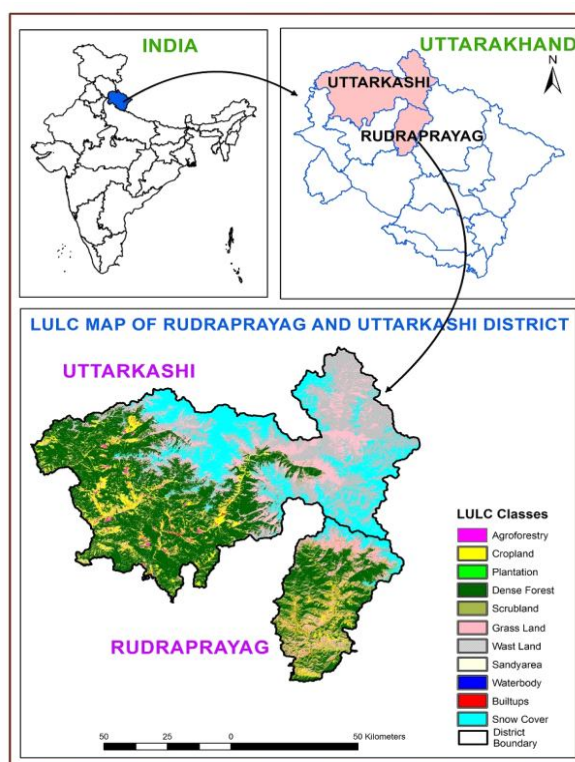 INDIA
UTTARAKHAND
N
UTTARKASHI
RUDRAPRAYAG
LULC MAP OF RUDRAPRAYAG AND UTTARKASHI DISTRICT
UTTARKASHI
RUDRAPRAYAG
LULC Classes
Agroforestry
Cropland
Plantation
Dense Forest
Scrubland
Grass Land
Wast Land
Sandyarea
Waterbody
Builtups
Snow Cover
District
Boundary
50 25 0 50 Kilometers